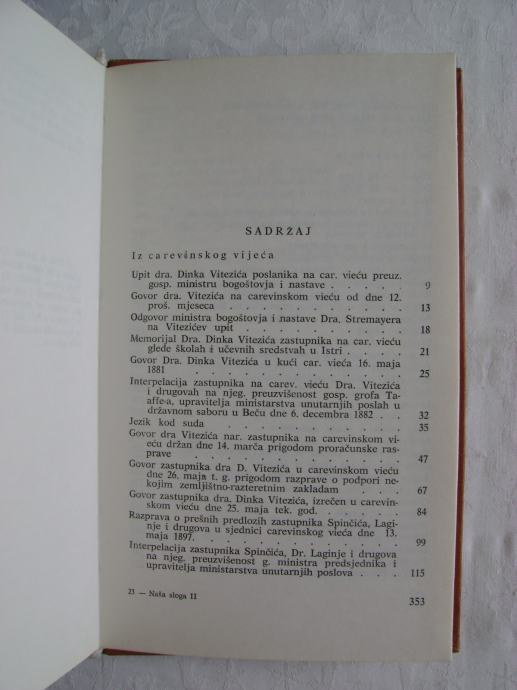 SADRŽAJ
Iz carevinskog vijeća
Upit dra. Dinka Vitezića poslanika na car. vieću preuz.
gosp. ministru bogoštovja i nastave . . . . . 9
Govor dra. Vitezića na carevinskom vieću od dne 12.
proš. mjeseca . . . . . . . . . . 13
Odgovor ministra bogoštovja i nastave Dra. Stremayera
na Vitezićev upit . . . . . . . . . 18
Memorijal Dra. Dinka Vitezića zastupnika na car. vieću
glede školah i učevnih sredstvah u Istri . . . . 21
Govor Dra. Dinka Vitezića u kući car. vieća 16. maja
1881 . . . . . . . . . . . . 25
Interpelacija zastupnika na carev. vieću Dra. Vitezića
i drugovah na njeg. preuzvišenost gosp. grofa Ta-
affe-a, upravitelja ministarstva unutarnjih poslah u
državnom saboru u Beču dne 6. decembra 1882 . . 32
Jezik kod suda . . . . . . . . . . 35
Govor dra Vitezića nar. zastupnika na carevinskom vi-
eću držan dne 14. marča prigodom proračunske ras-
prave . . . . . . . . . . . . 47
Govor zastupnika dra D. Vitezića u carevinskom vieću
dne 26. maja t. g. prigodom razprave o podpori ne-
kojim zemljištno-razteretnim zakladam . . . . 67
Govor zastupnika dra. Dinka Vitezića, izrečen u carevin-
skom vieću dne 25. maja tek. god. . . . . . 84
Razprava o prešnih predlozih zastupnika Spinčića, Lagi-
nje i drugova u sjednici carevinskog vieća dne 13.
maja 1897. . . . . . . . . . . . 99
Interpelacija zastupnika Spinčića, Dr. Laginje i drugova
na njeg. preuzvišenost g. ministra predsjednika i
upravitelja ministarstva unutarnjih poslova . . . 115
23 — Naša sloga II
353